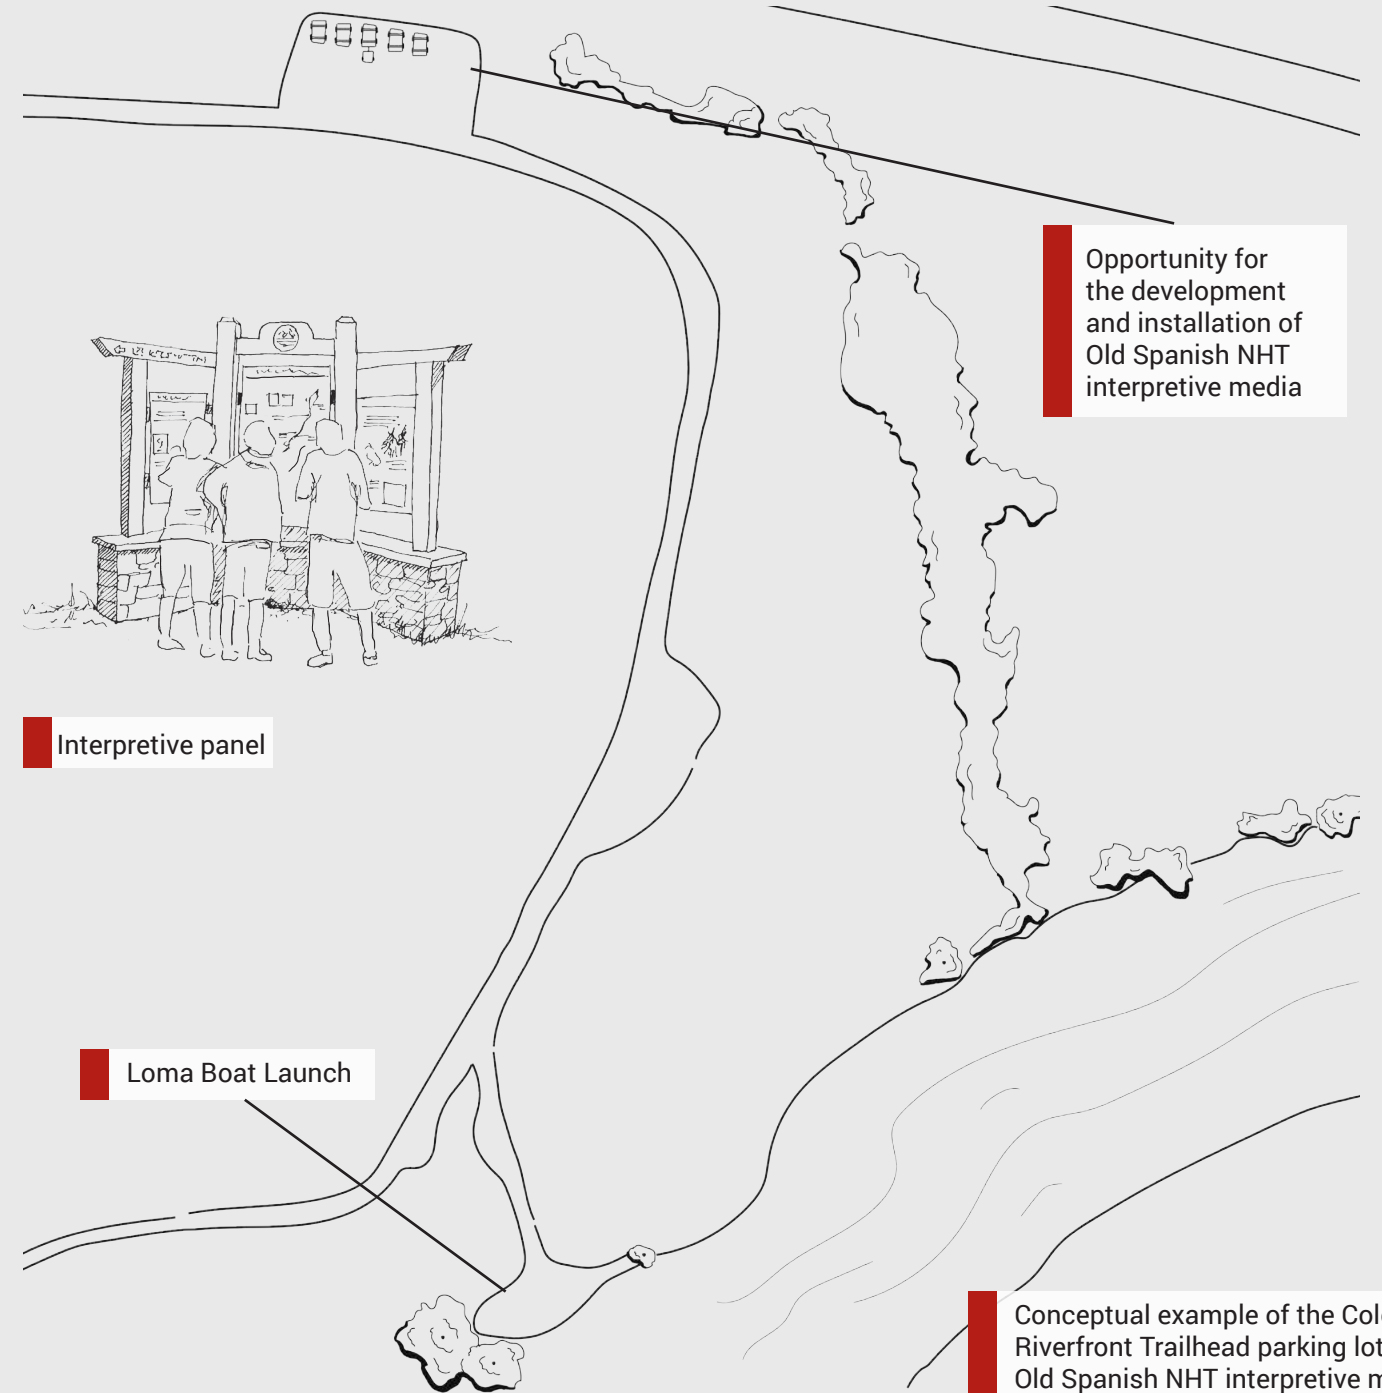 Opportunity for
the development
and installation of
Old Spanish NHT
interpretive media
Interpretive panel
Loma Boat Launch
Conceptual example of the
Riverfront Trailhead parking lot
Old Spanish NHT interpretive